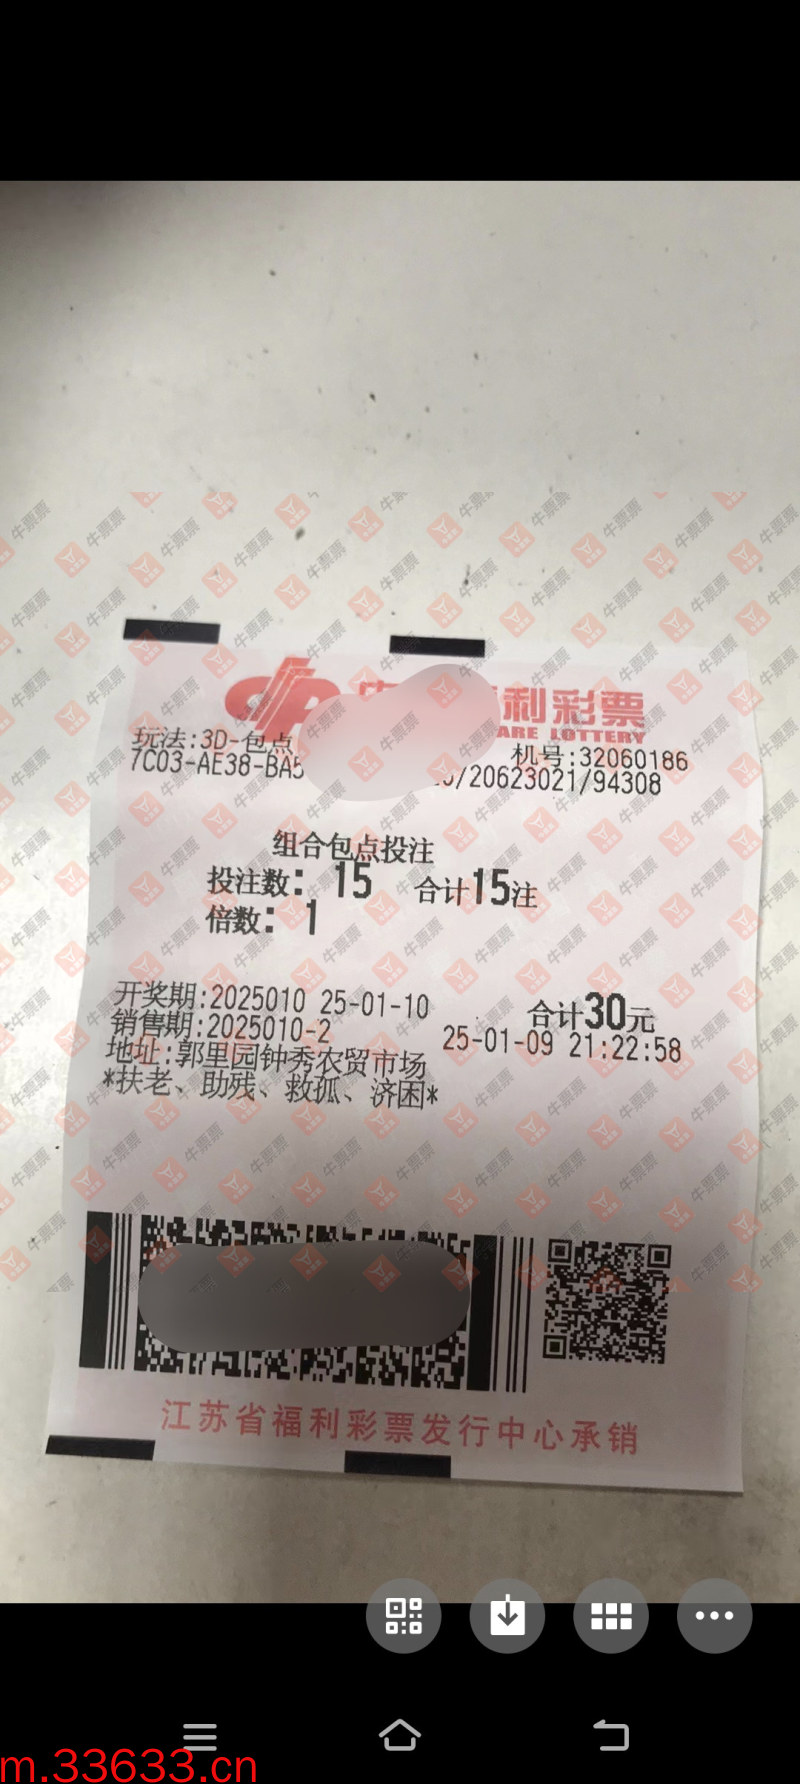 利彩票
ARE LOTTERY
玩法:3D-包点
机号:32060186
7C03-AE38-BA5
/20623021/94308
组合包点投注
投注数: 15 合计15注
倍数: 1
开奖期:2025010 25-01-10 合计30元
销售期:2025010-2 25-01-09 21:22:58
地址:郭里园钟秀农贸市场
*扶老、助残、救孤、济困*
江苏省福利彩票发行中心承销
牛票票
m.33633.cn